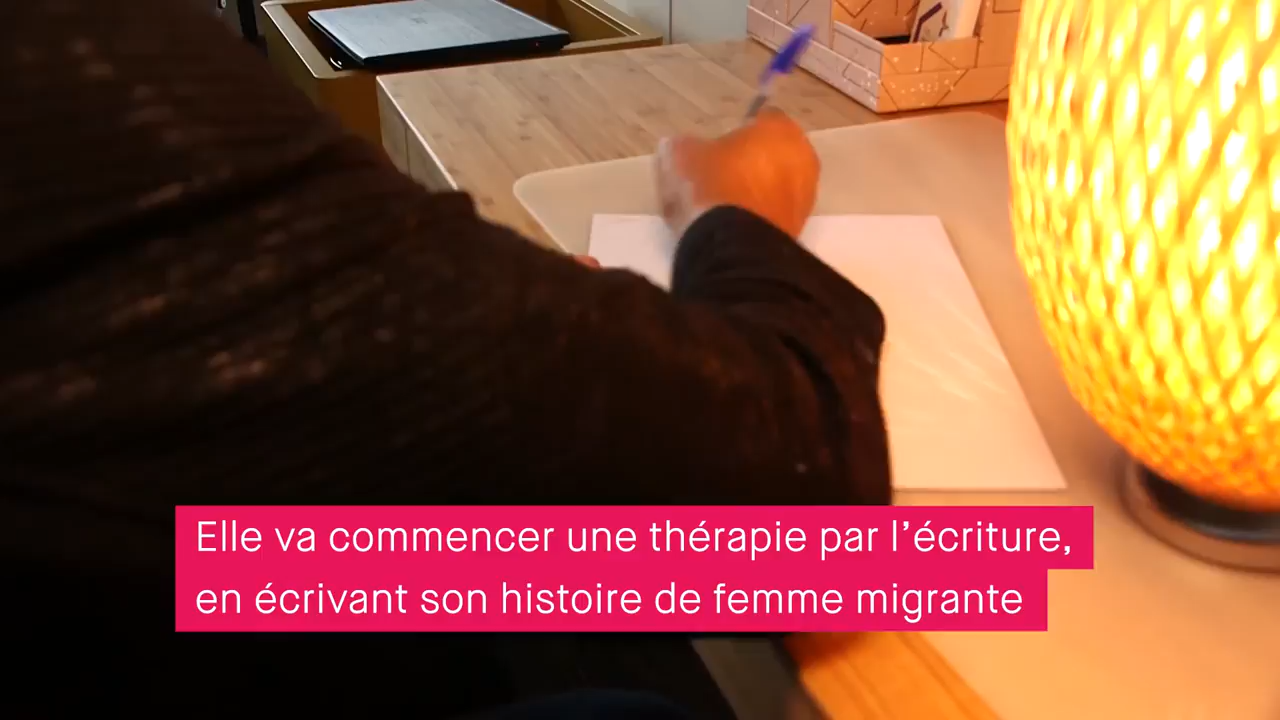 Elle va commencer une thérapie par l’écriture,
en écrivant son histoire de femme migrante